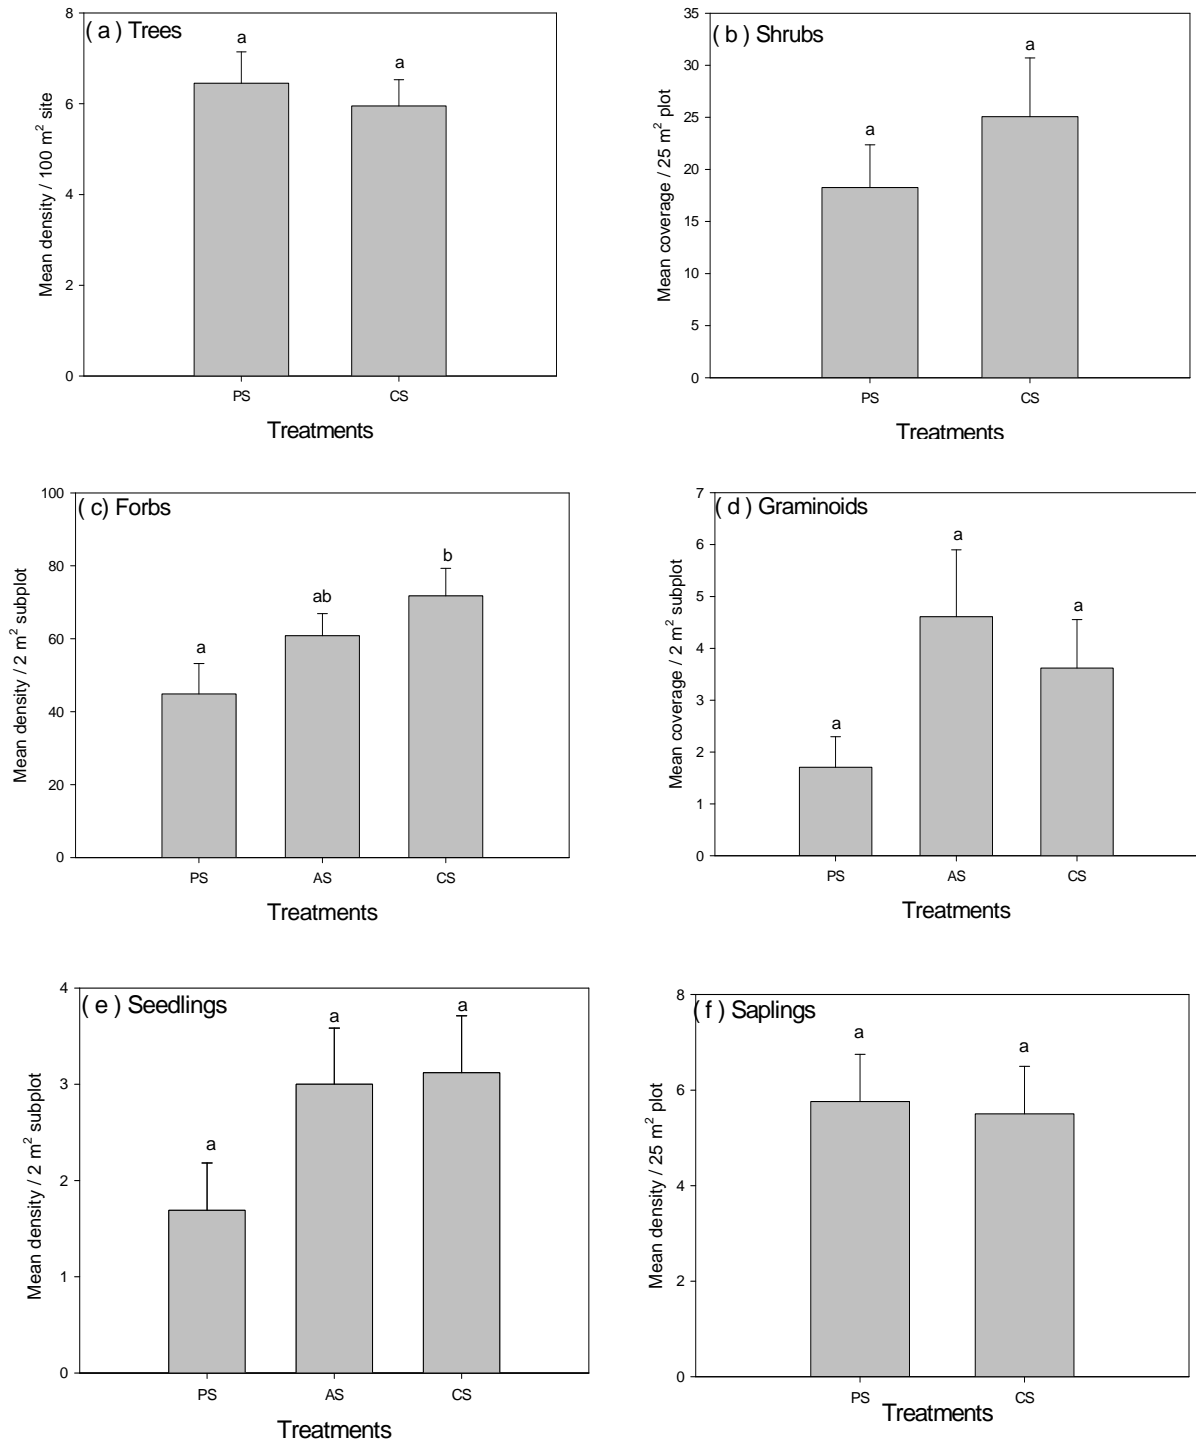 (a) Trees
Mean density / 100 m² site
8
6
4
2
0
a
a
PS
CS
Treatments
(b) Shrubs
Mean coverage / 25 m² plot
35
30
25
20
15
10
5
0
a
a
PS
CS
Treatments
(c) Forbs
Mean density / 2 m² subplot
100
80
60
40
20
0
a
ab
b
PS
AS
CS
Treatments
(d) Graminoids
Mean coverage / 2 m² subplot
7
6
5
4
3
2
1
0
a
a
a
PS
AS
CS
Treatments
(e) Seedlings
Mean density / 2 m² subplot
4
3
2
1
0
a
a
a
PS
AS
CS
Treatments
(f) Saplings
Mean density / 25 m² plot
8
6
4
2
0
a
a
PS
CS
Treatments